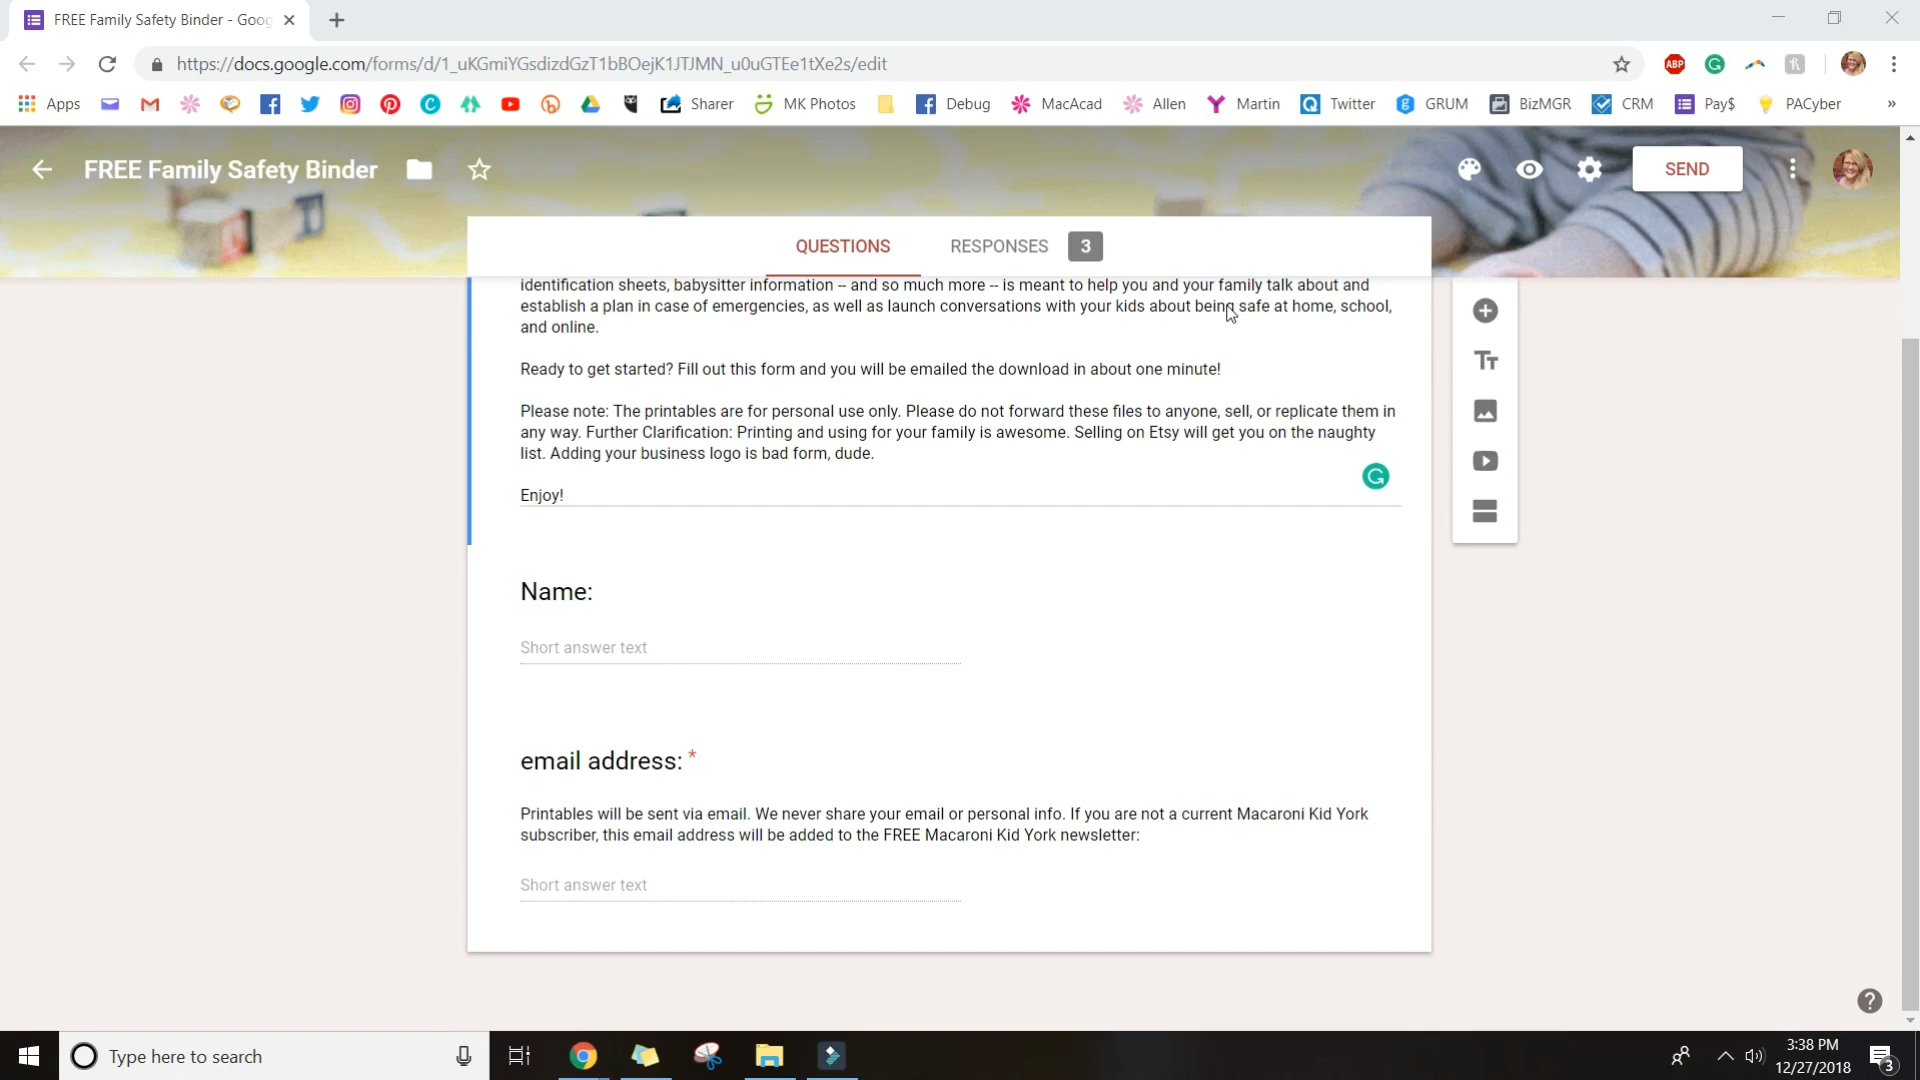 FREE Family Safety Binder - Goog
https://docs.google.com/forms/d/1_uKGmiYGsdizdGzT1bBOejK1JTJMN_u0uGTEe1tXe2s/edit
ABP
Apps
Sharer
MK Photos
Debug
MacAcad
Allen
Martin
Twitter
GRUM
BizMGR
CRM
Pay$
PACyber
»
FREE Family Safety Binder
SEND
QUESTIONS
RESPONSES
3
identification sheets, babysitter information -- and so much more -- is meant to help you and your family talk about and
establish a plan in case of emergencies, as well as launch conversations with your kids about being safe at home, school,
and online.
Ready to get started? Fill out this form and you will be emailed the download in about one minute!
Please note: The printables are for personal use only. Please do not forward these files to anyone, sell, or replicate them in
any way. Further Clarification: Printing and using for your family is awesome. Selling on Etsy will get you on the naughty
list. Adding your business logo is bad form, dude.
Enjoy!
Name:
Short answer text
email address: *
Printables will be sent via email. We never share your email or personal info. If you are not a current Macaroni Kid York
subscriber, this email address will be added to the FREE Macaroni Kid York newsletter:
Short answer text
Type here to search
3:38 PM
12/27/2018
3